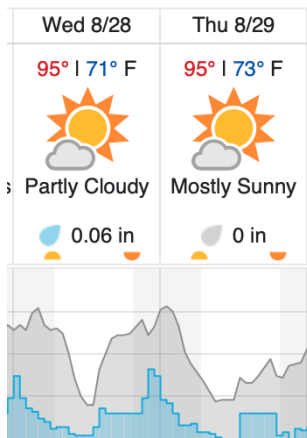 Wed 8/28
Thu 8/29
95° | 71° F
95° | 73° F
s
Partly Cloudy
Mostly Sunny
0.06 in
0 in